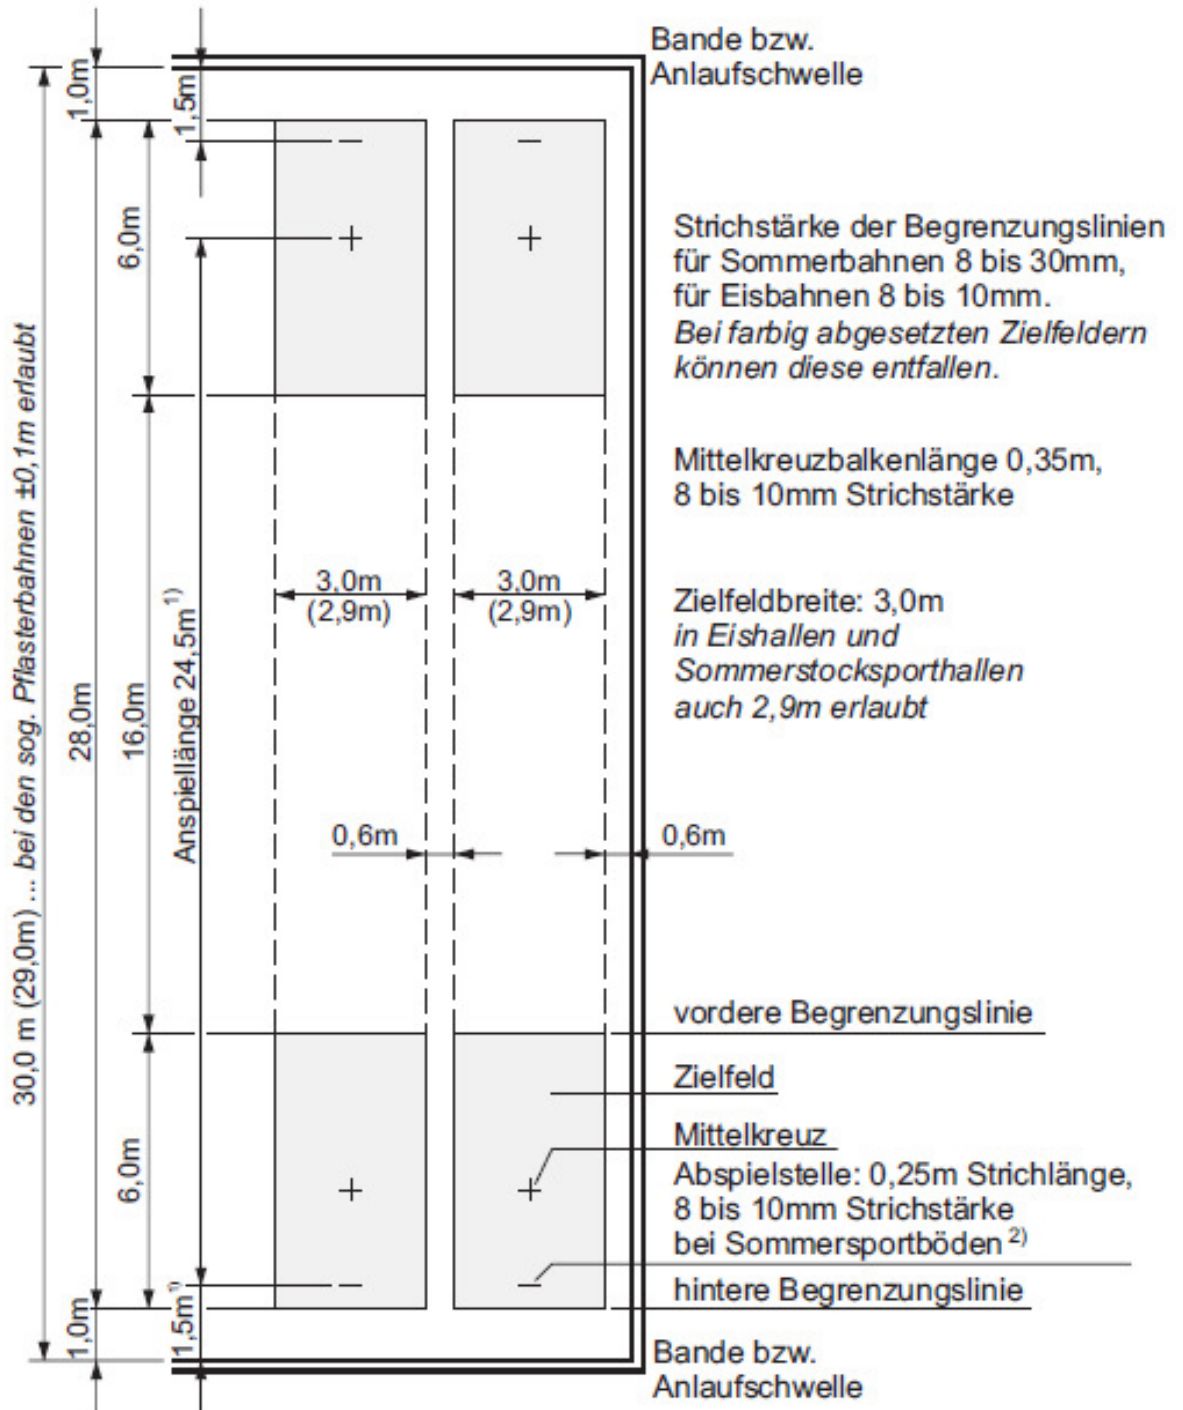 Bande bzw.
Anlaufschwelle
1,0m
1,5m
6,0m
Strichstärke der Begrenzungslinien
für Sommerbahnen 8 bis 30mm,
für Eisbahnen 8 bis 10mm.
Bei farbig abgesetzten Zielfeldern
können diese entfallen.
Mittelkreuzbalkenlänge 0,35m,
8 bis 10mm Strichstärke
30,0 m (29,0m) ... bei den sog. Pflasterbahnen ±0,1m erlaubt
28,0m
16,0m
Anspiellänge 24,5m 1)
3,0m
(2,9m)
3,0m
(2,9m)
Zielfeldbreite: 3,0m
in Eishallen und
Sommerstocksporthallen
auch 2,9m erlaubt
0,6m
0,6m
vordere Begrenzungslinie
Zielfeld
Mittelkreuz
6,0m
Abspielstelle: 0,25m Strichlänge,
8 bis 10mm Strichstärke
bei Sommersportböden 2)
hintere Begrenzungslinie
1,0m
1,5m 1)
Bande bzw.
Anlaufschwelle